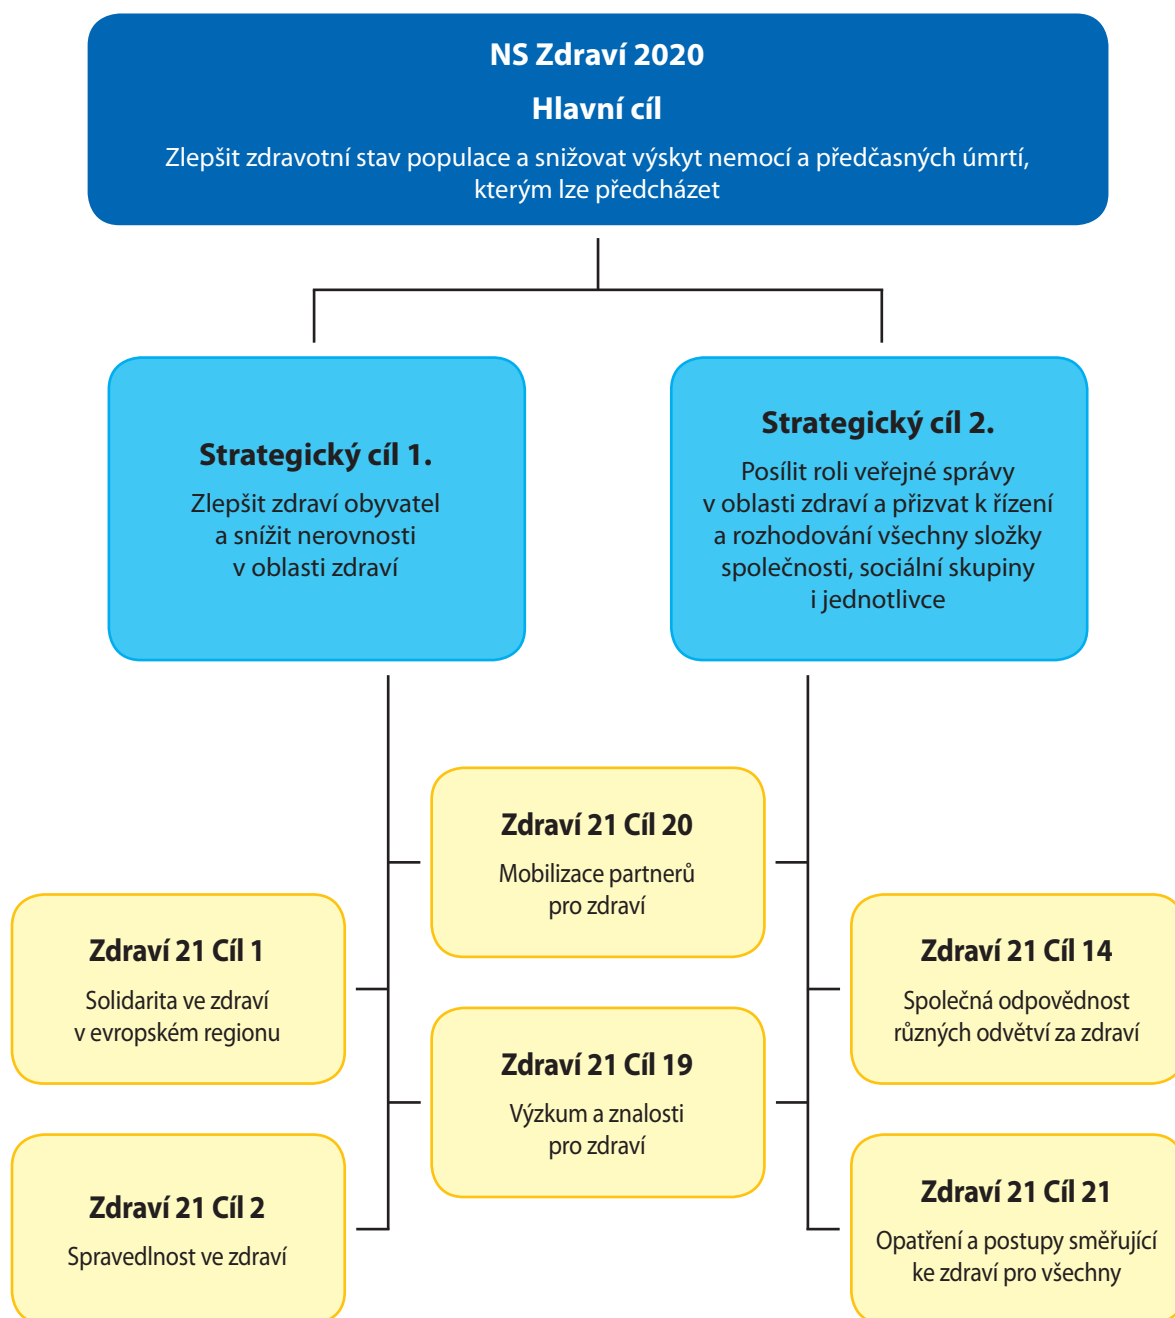 NS Zdraví 2020
Hlavní cíl
Zlepšit zdravotní stav populace a snižovat výskyt nemocí a předčasných úmrtí,
kterým lze předcházet
Strategický cíl 1.
Zlepšit zdraví obyvatel
a snížit nerovnosti
v oblasti zdraví
Strategický cíl 2.
Posílit roli veřejné správy
v oblasti zdraví a přizvat k řízení
a rozhodování všechny složky
společnosti, sociální skupiny
i jednotlivce
Zdraví 21 Cíl 20
Mobilizace partnerů
pro zdraví
Zdraví 21 Cíl 1
Solidarita ve zdraví
v evropském regionu
Zdraví 21 Cíl 14
Společná odpovědnost
různých odvětví za zdraví
Zdraví 21 Cíl 19
Výzkum a znalosti
pro zdraví
Zdraví 21 Cíl 2
Spravedlnost ve zdraví
Zdraví 21 Cíl 21
Opatření a postupy směřující
ke zdraví pro všechny